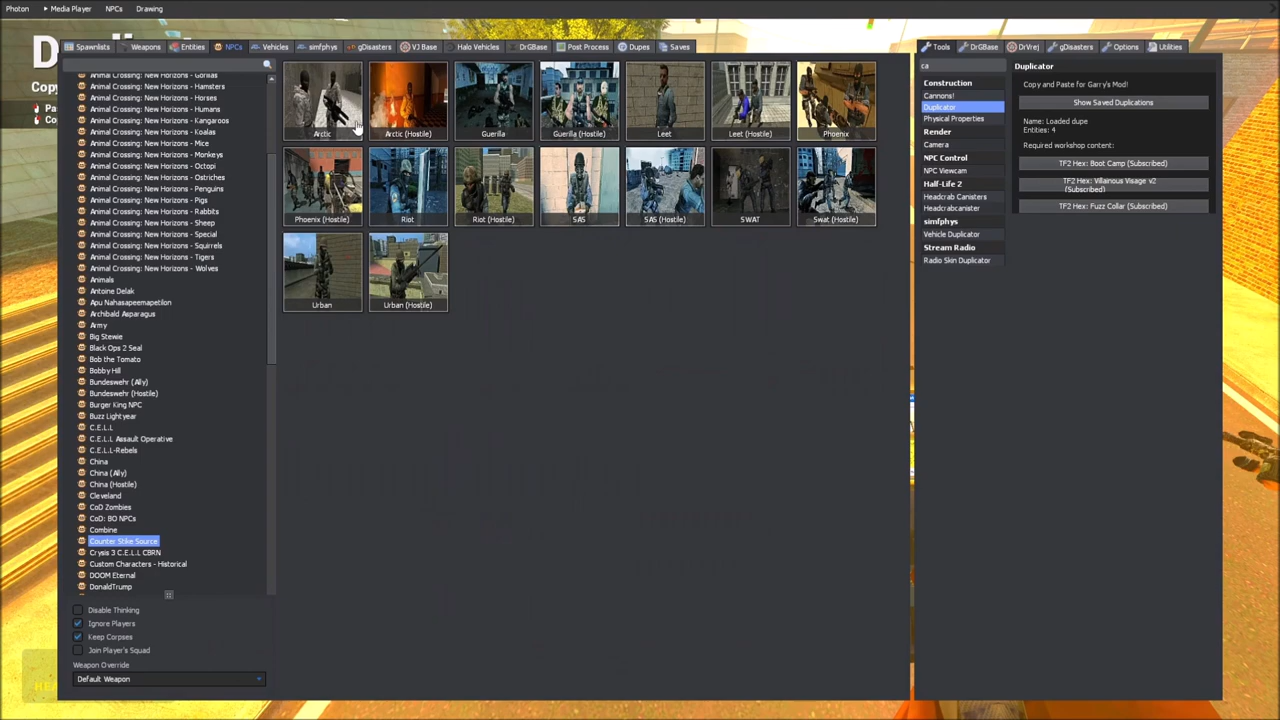 Photon
Media Player
NPCs
Drawing
Spawnlists
Weapons
Entities
NPCs
Vehicles
simfphys
gDisasters
VJ Base
Halo Vehicles
DrGBase
Post Process
Dupes
Saves
Animal Crossing: New Horizons - Gorillas
Animal Crossing: New Horizons - Hamsters
Animal Crossing: New Horizons - Horses
Animal Crossing: New Horizons - Humans
Animal Crossing: New Horizons - Kangaroos
Animal Crossing: New Horizons - Koalas
Animal Crossing: New Horizons - Mice
Animal Crossing: New Horizons - Monkeys
Animal Crossing: New Horizons - Octopi
Animal Crossing: New Horizons - Ostriches
Animal Crossing: New Horizons - Penguins
Animal Crossing: New Horizons - Pigs
Animal Crossing: New Horizons - Rabbits
Animal Crossing: New Horizons - Sheep
Animal Crossing: New Horizons - Special
Animal Crossing: New Horizons - Squirrels
Animal Crossing: New Horizons - Tigers
Animal Crossing: New Horizons - Wolves
Animals
Antoine Delak
Apu Nahasapeemapetilon
Archibald Asparagus
Army
Big Stewie
Black Ops 2 Seal
Bob the Tomato
Bobby Hill
Bundeswehr (Ally)
Bundeswehr (Hostile)
Burger King NPC
Buzz Lightyear
C.E.L.L
C.E.L.L Assault Operative
C.E.L.L-Rebels
China
China (Ally)
China (Hostile)
Cleveland
CoD Zombies
CoD: BO NPCs
Combine
Counter Stike Source
Crysis 3 C.E.L.L CBRN
Custom Characters - Historical
DOOM Eternal
DonaldTrump
Disable Thinking
Ignore Players
Keep Corpses
Join Player's Squad
Weapon Override
Default Weapon
Arctic
Arctic (Hostile)
Guerilla
Guerilla (Hostile)
Leet
Leet (Hostile)
Phoenix
Phoenix (Hostile)
Riot
Riot (Hostile)
SAS
SAS (Hostile)
SWAT
Swat (Hostile)
Urban
Urban (Hostile)
Tools
DrGBase
DrVrej
gDisasters
Options
Utilities
ca
Construction
Cannons!
Duplicator
Physical Properties
Render
Camera
NPC Control
NPC Viewcam
Half-Life 2
Headcrab Canisters
Headcrabcanister
simfphys
Vehicle Duplicator
Stream Radio
Radio Skin Duplicator
Duplicator
Copy and Paste for Garry's Mod!
Show Saved Duplications
Name: Loaded dupe
Entities: 4
Required workshop content:
TF2 Hex: Boot Camp (Subscribed)
TF2 Hex: Villainous Visage v2
(Subscribed)
TF2 Hex: Fuzz Collar (Subscribed)